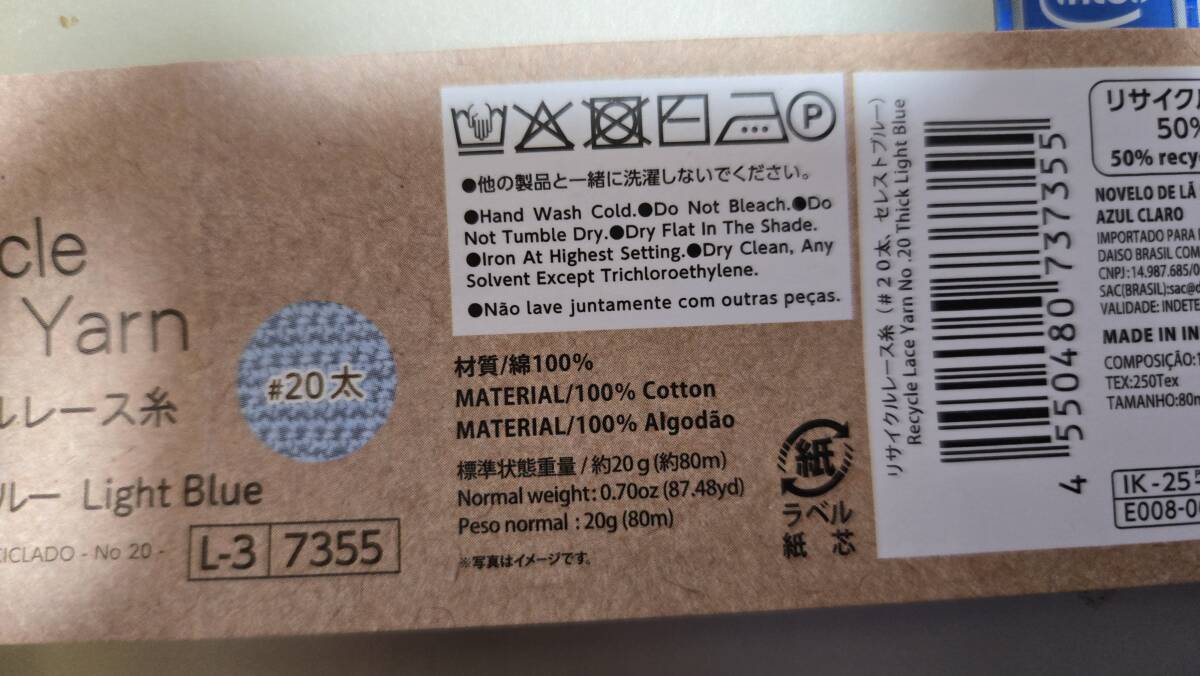 cle
Yarn
ルレース糸
#20太
ルー Light Blue
ICLADO - No 20 -
L-3 7355
●他の製品と一緒に洗濯しないでください。
●Hand Wash Cold.●Do Not Bleach.●Do
Not Tumble Dry.●Dry Flat In The Shade.
●Iron At Highest Setting.●Dry Clean, Any
Solvent Except Trichloroethylene.
●Não lave juntamente com outras peças.
材質/綿100%
MATERIAL/100% Cotton
MATERIAL/100% Algodão
標準状態重量/約20g(約80m)
Normal weight:0.70oz (87.48yd)
Peso normal : 20g (80m)
※写真はイメージです。
紙
ラベル
紙 芯
リサイクルレース糸(#20太、セレストブルー)
Recycle Lace Yarn No .20 Thick Light Blue
4 550480 737355
リサイクル
50%
50% recy
NOVELO DE LÃ
AZUL CLARO
IMPORTADO PARA
DAISO BRASIL COM
CNPJ:14.987.685/0
SAC(BRASIL):sac@d
VALIDADE: INDETE
MADE IN IN
COMPOSIÇÃO:1
TEX:250Tex
TAMANHO:80m
IK-255
E008-00
P
intel